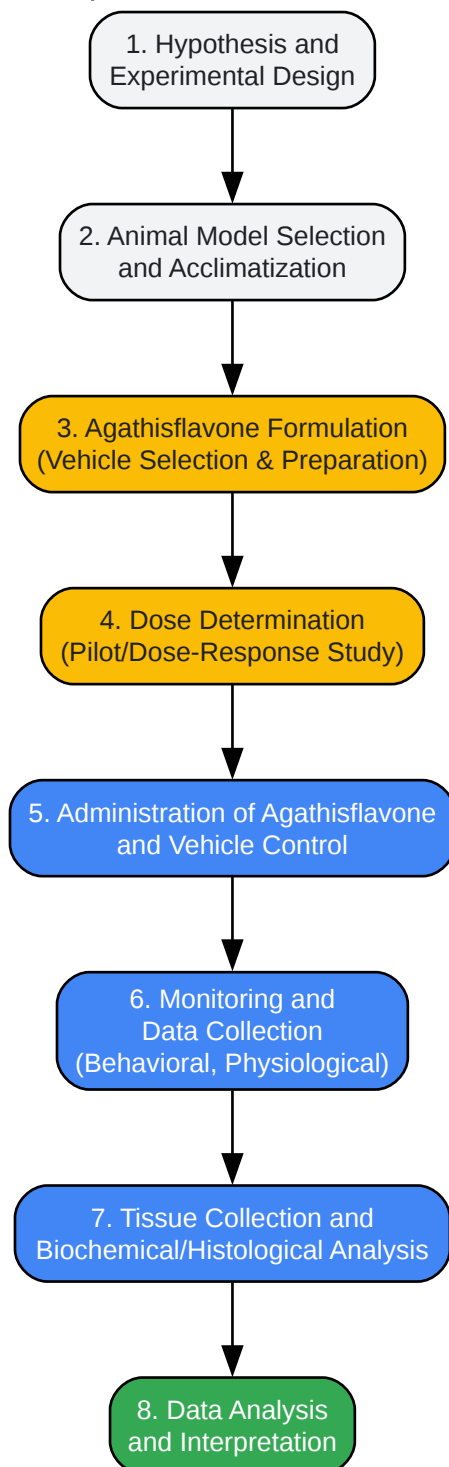 1. Hypothesis and
Experimental Design
2. Animal Model Selection
and Acclimatization
3. Agathisflavone Formulation
(Vehicle Selection & Preparation)
4. Dose Determination
(Pilot/Dose-Response Study)
5. Administration of Agathisflavone
and Vehicle Control
6. Monitoring and
Data Collection
(Behavioral, Physiological)
7. Tissue Collection and
Biochemical/Histological Analysis
8. Data Analysis
and Interpretation